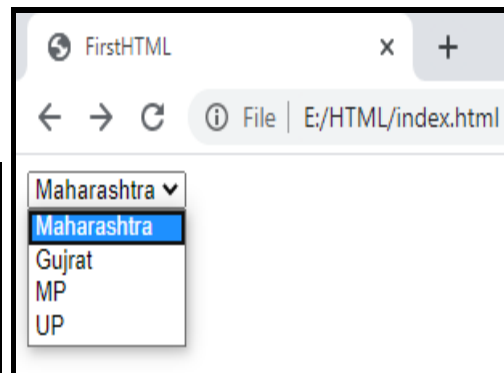 FirstHTML
File E:/HTML/index.html
Maharashtra
Maharashtra
Gujrat
MP
UP